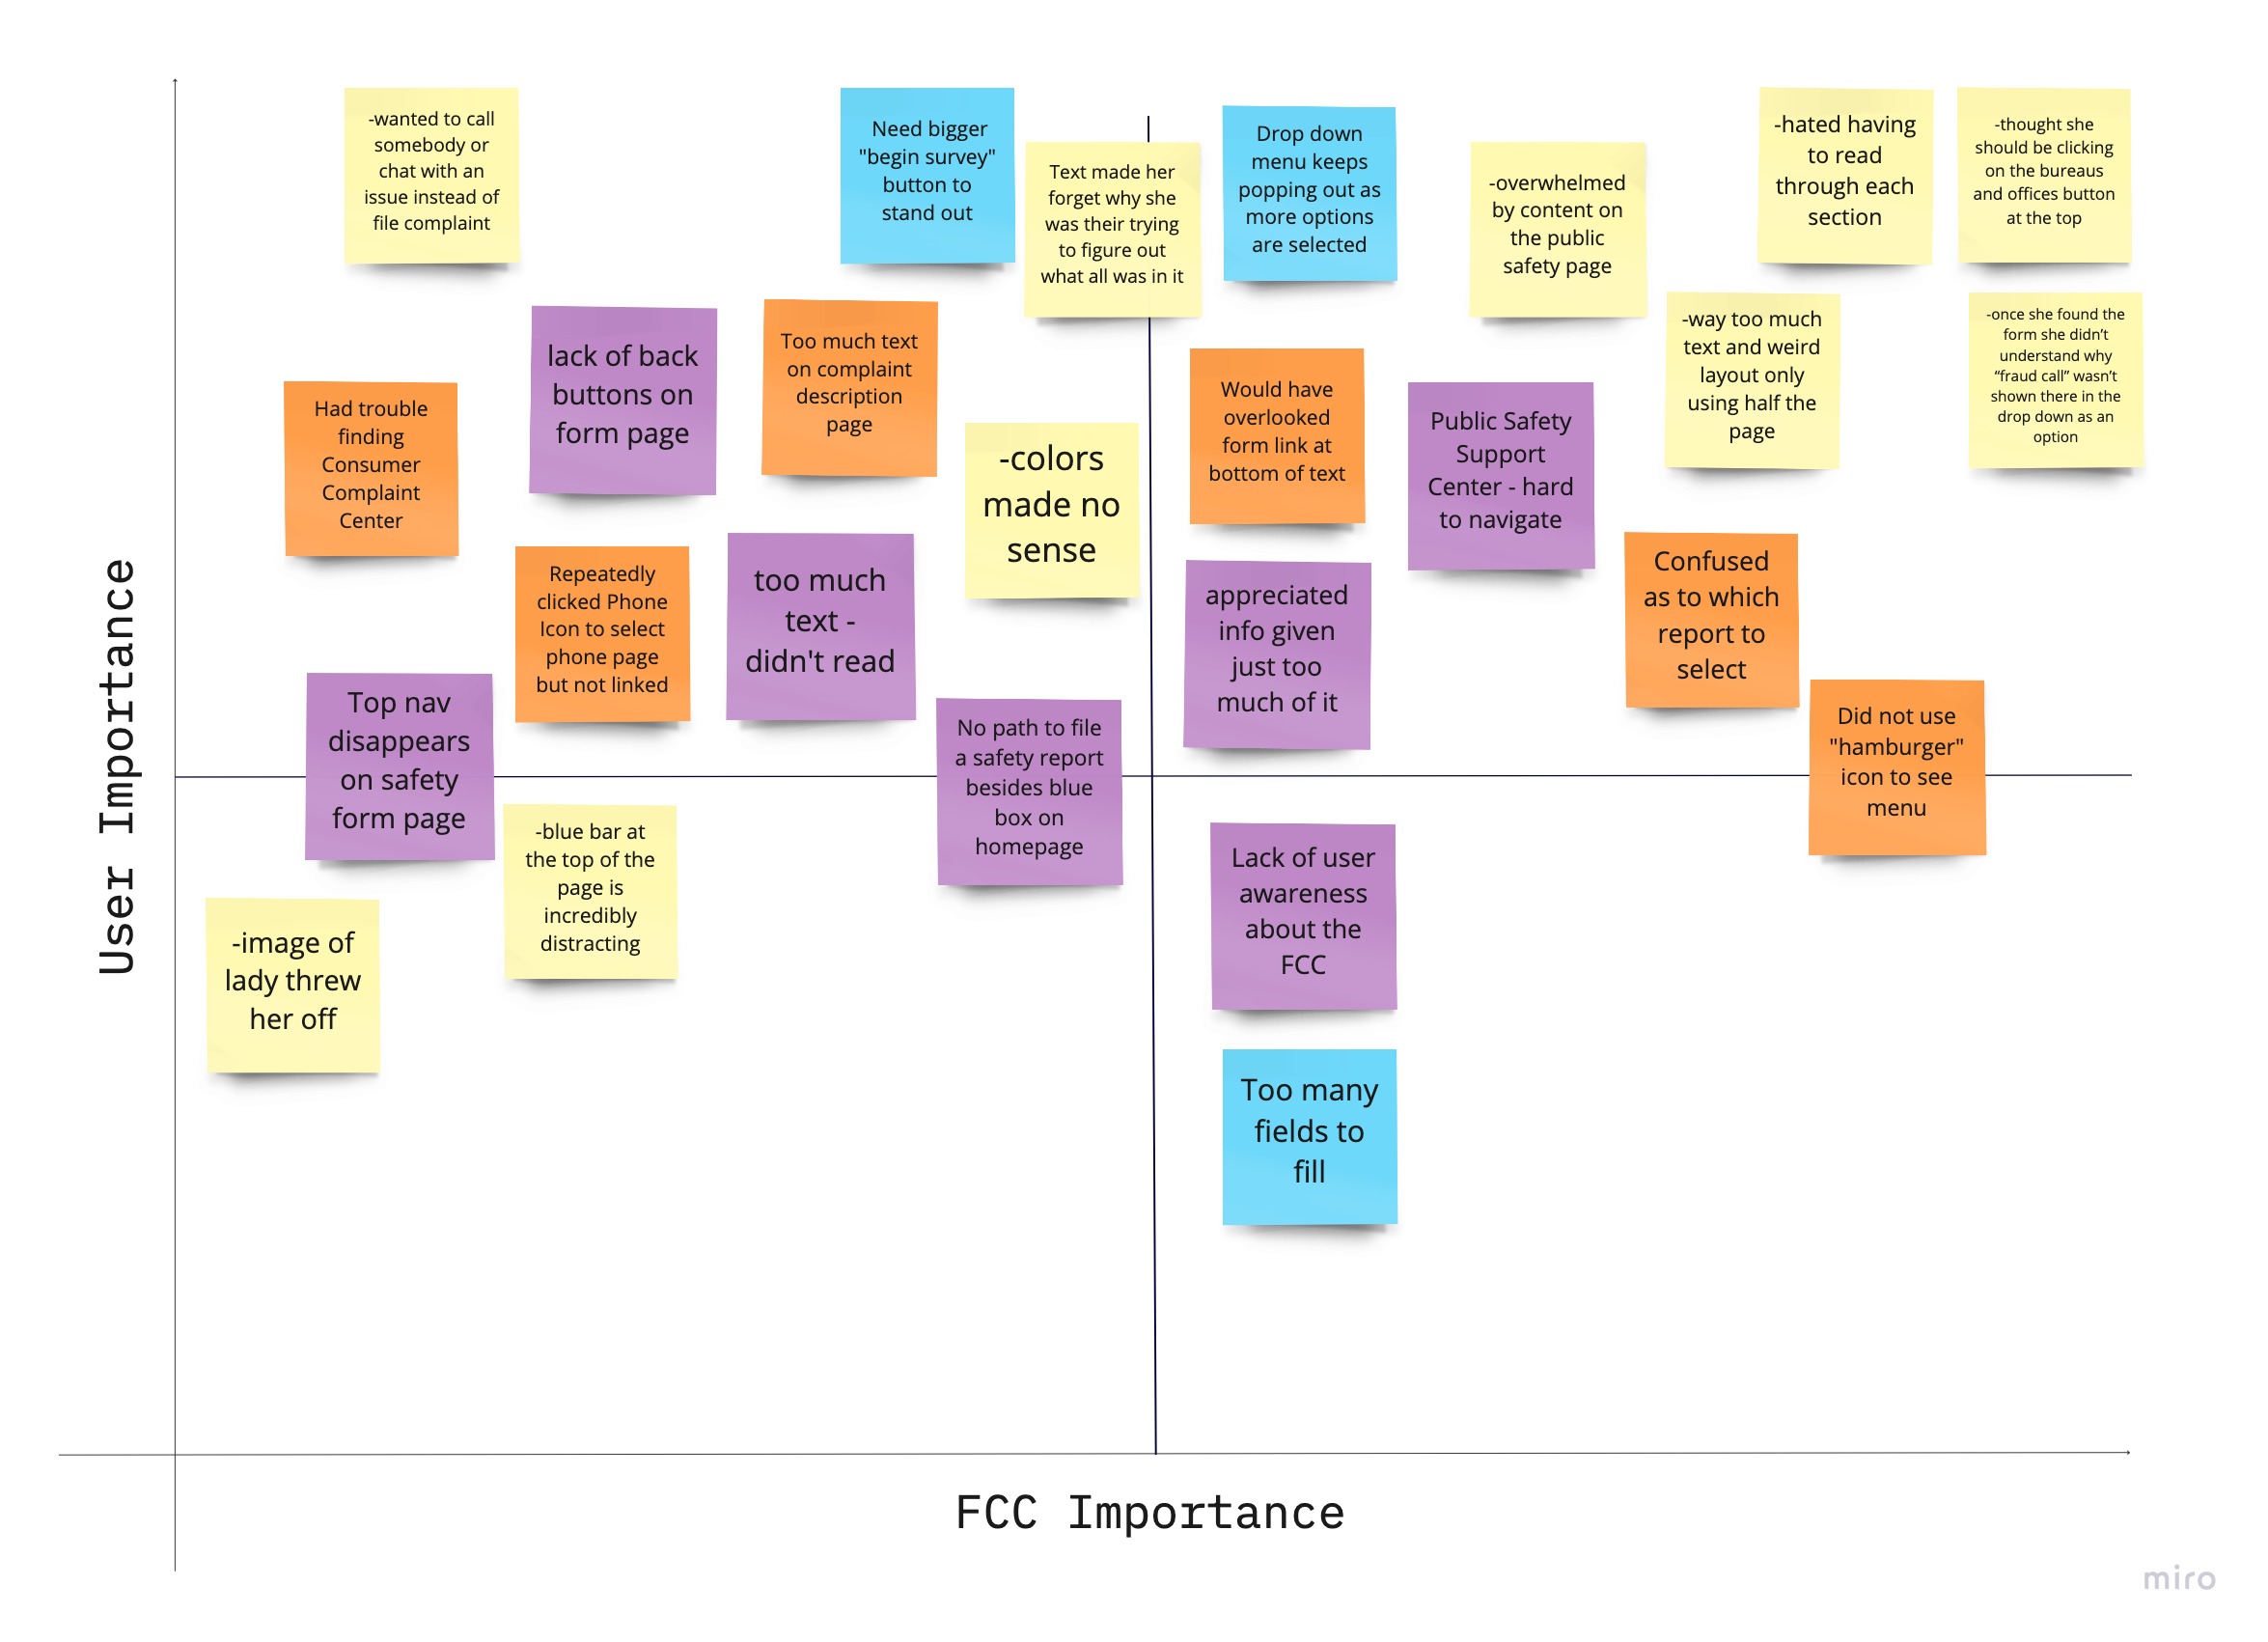 -wanted to call
somebody or
chat with an
issue instead of
file complaint
Need bigger
"begin survey"
button to
stand out
Text made her
forget why she
was their trying
to figure out
what all was in it
Drop down
menu keeps
popping out as
more options
are selected
-overwhelmed
by content on
the public
safety page
-hated having
to read
through each
section
-thought she
should be clicking
on the bureaus
and offices button
at the top
Had trouble
finding
Consumer
Complaint
Center
lack of back
buttons on
form page
Too much text
on complaint
description
page
-colors
made no
sense
Would have
overlooked
form link at
bottom of text
Public Safety
Support
Center - hard
to navigate
-way too much
text and weird
layout only
using half the
page
-once she found the
form she didn't
understand why
“fraud call” wasn't
shown there in the
drop down as an
option
Repeatedly
clicked Phone
Icon to select
phone page
but not linked
too much
text -
didn't read
appreciated
info given
just too
much of it
Confused
as to which
report to
select
Top nav
disappears
on safety
form page
No path to file
a safety report
besides blue
box on
homepage
Did not use
"hamburger"
icon to see
menu
-blue bar at
the top of the
page is
incredibly
distracting
-image of
lady threw
her off
Lack of user
awareness
about the
FCC
Too many
fields to
fill
User Importance
FCC Importance
miro